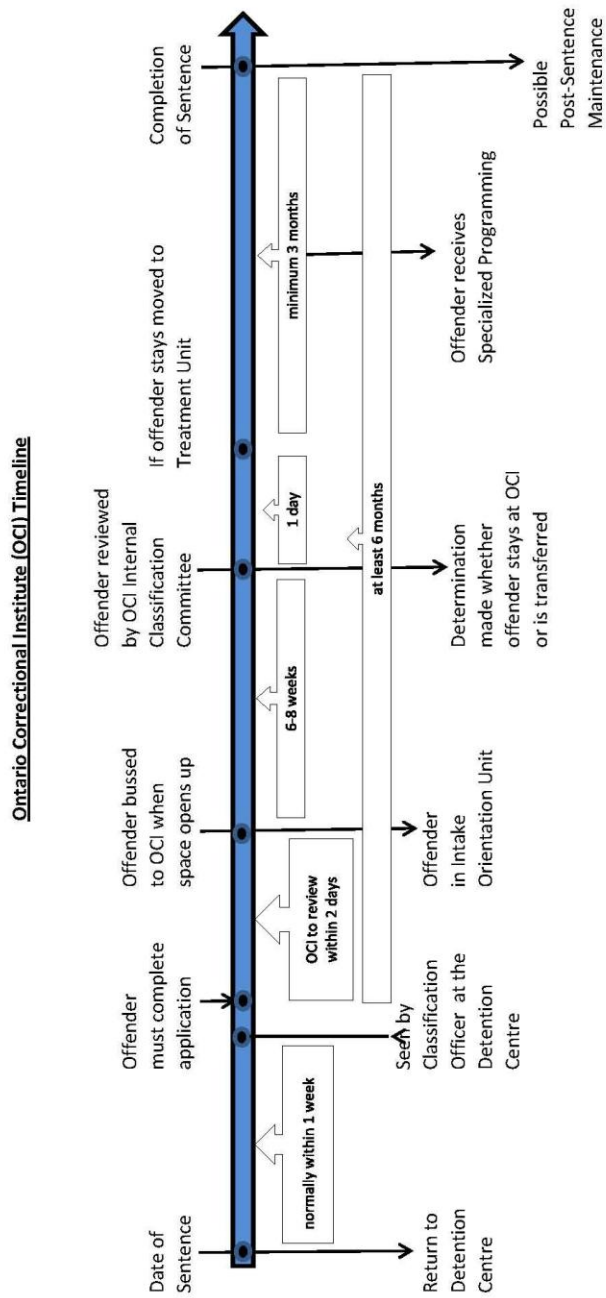 Ontario Correctional Institute (OCI) Timeline
Date of
Sentence
Offender
must complete
application
Offender bussed
to OCI when
space opens up
Offender reviewed
by OCI Internal
Classification
Committee
If offender stays moved to
Treatment Unit
Completion
of Sentence
normally within 1 week
OCI to review
within 2 days
6-8 weeks
1 day
minimum 3 months
at least 6 months
Return to
Detention
Centre
Seen by
Classification
Officer at the
Detention
Centre
Offender
in Intake
Orientation Unit
Determination
made whether
offender stays at OCI
or is transferred
Offender receives
Specialized Programming
Possible
Post-Sentence
Maintenance